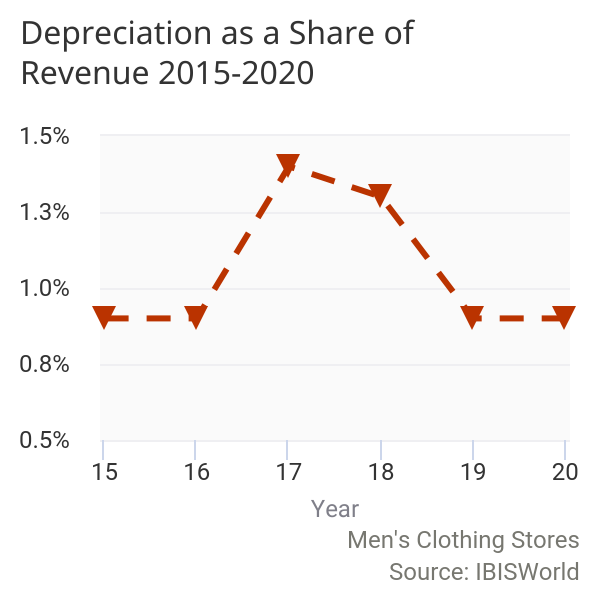 Depreciation as a Share of
Revenue 2015-2020
1.5%
1.3%
1.0%
0.8%
0.5%
15 16 17 18 19 20
Year
Men's Clothing Stores
Source: IBISWorld